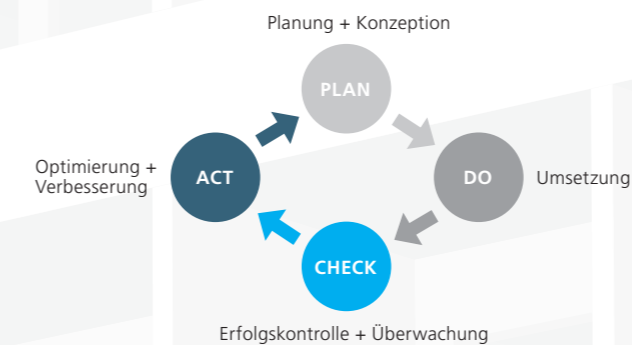 Planung + Konzeption
PLAN
DO
Umsetzung
CHECK
Erfolgskontrolle + Überwachung
ACT
Optimierung +
Verbesserung